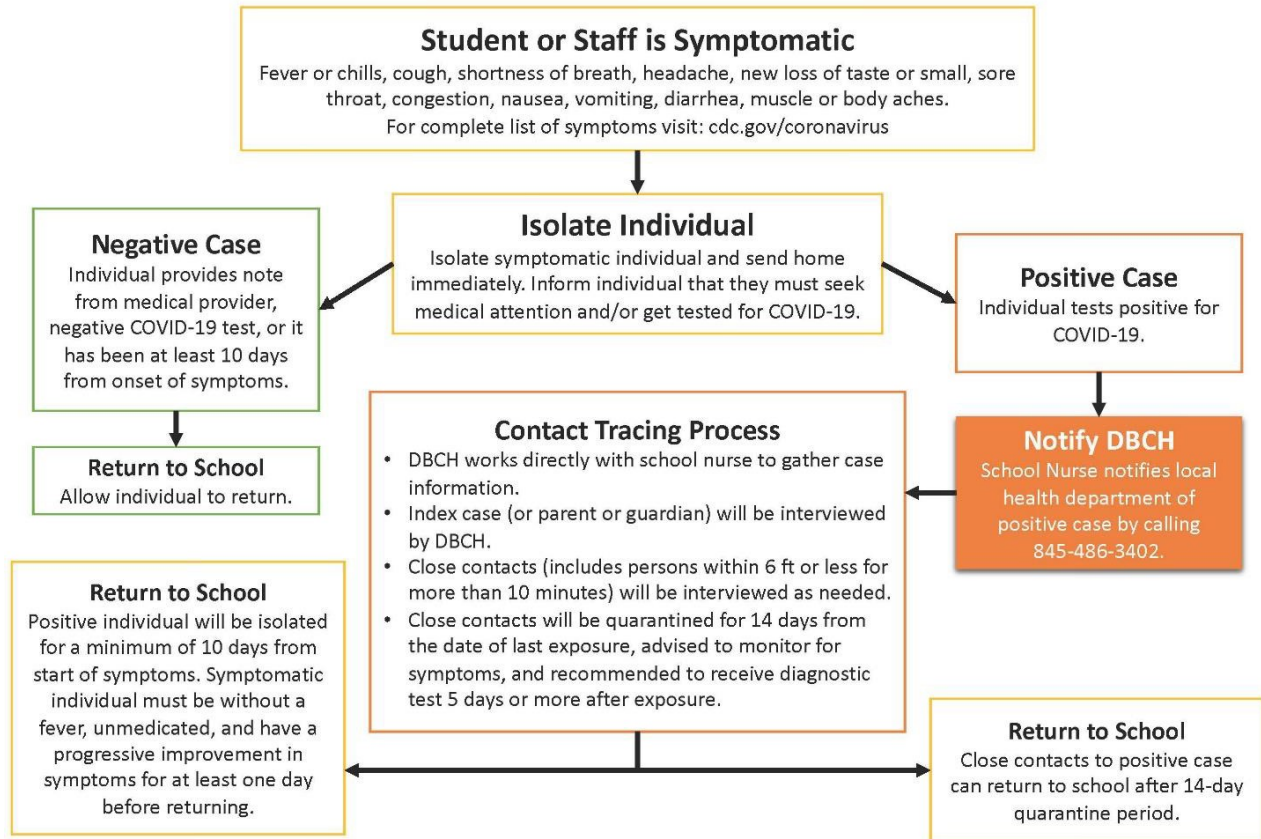 Student or Staff is Symptomatic
Fever or chills, cough, shortness of breath, headache, new loss of taste or small, sore
throat, congestion, nausea, vomiting, diarrhea, muscle or body aches.
For complete list of symptoms visit: cdc.gov/coronavirus
Isolate Individual
Isolate symptomatic individual and send home
immediately. Inform individual that they must seek
medical attention and/or get tested for COVID-19.
Negative Case
Individual provides note
from medical provider,
negative COVID-19 test, or it
has been at least 10 days
from onset of symptoms.
Return to School
Allow individual to return.
Positive Case
Individual tests positive for
COVID-19.
Notify DBCH
School Nurse notifies local
health department of
positive case by calling
845-486-3402.
Contact Tracing Process
• DBCH works directly with school nurse to gather case
information.
• Index case (or parent or guardian) will be interviewed
by DBCH.
• Close contacts (includes persons within 6 ft or less for
more than 10 minutes) will be interviewed as needed.
• Close contacts will be quarantined for 14 days from
the date of last exposure, advised to monitor for
symptoms, and recommended to receive diagnostic
test 5 days or more after exposure.
Return to School
Positive individual will be isolated
for a minimum of 10 days from
start of symptoms. Symptomatic
individual must be without a
fever, unmedicated, and have a
progressive improvement in
symptoms for at least one day
before returning.
Return to School
Close contacts to positive case
can return to school after 14-day
quarantine period.